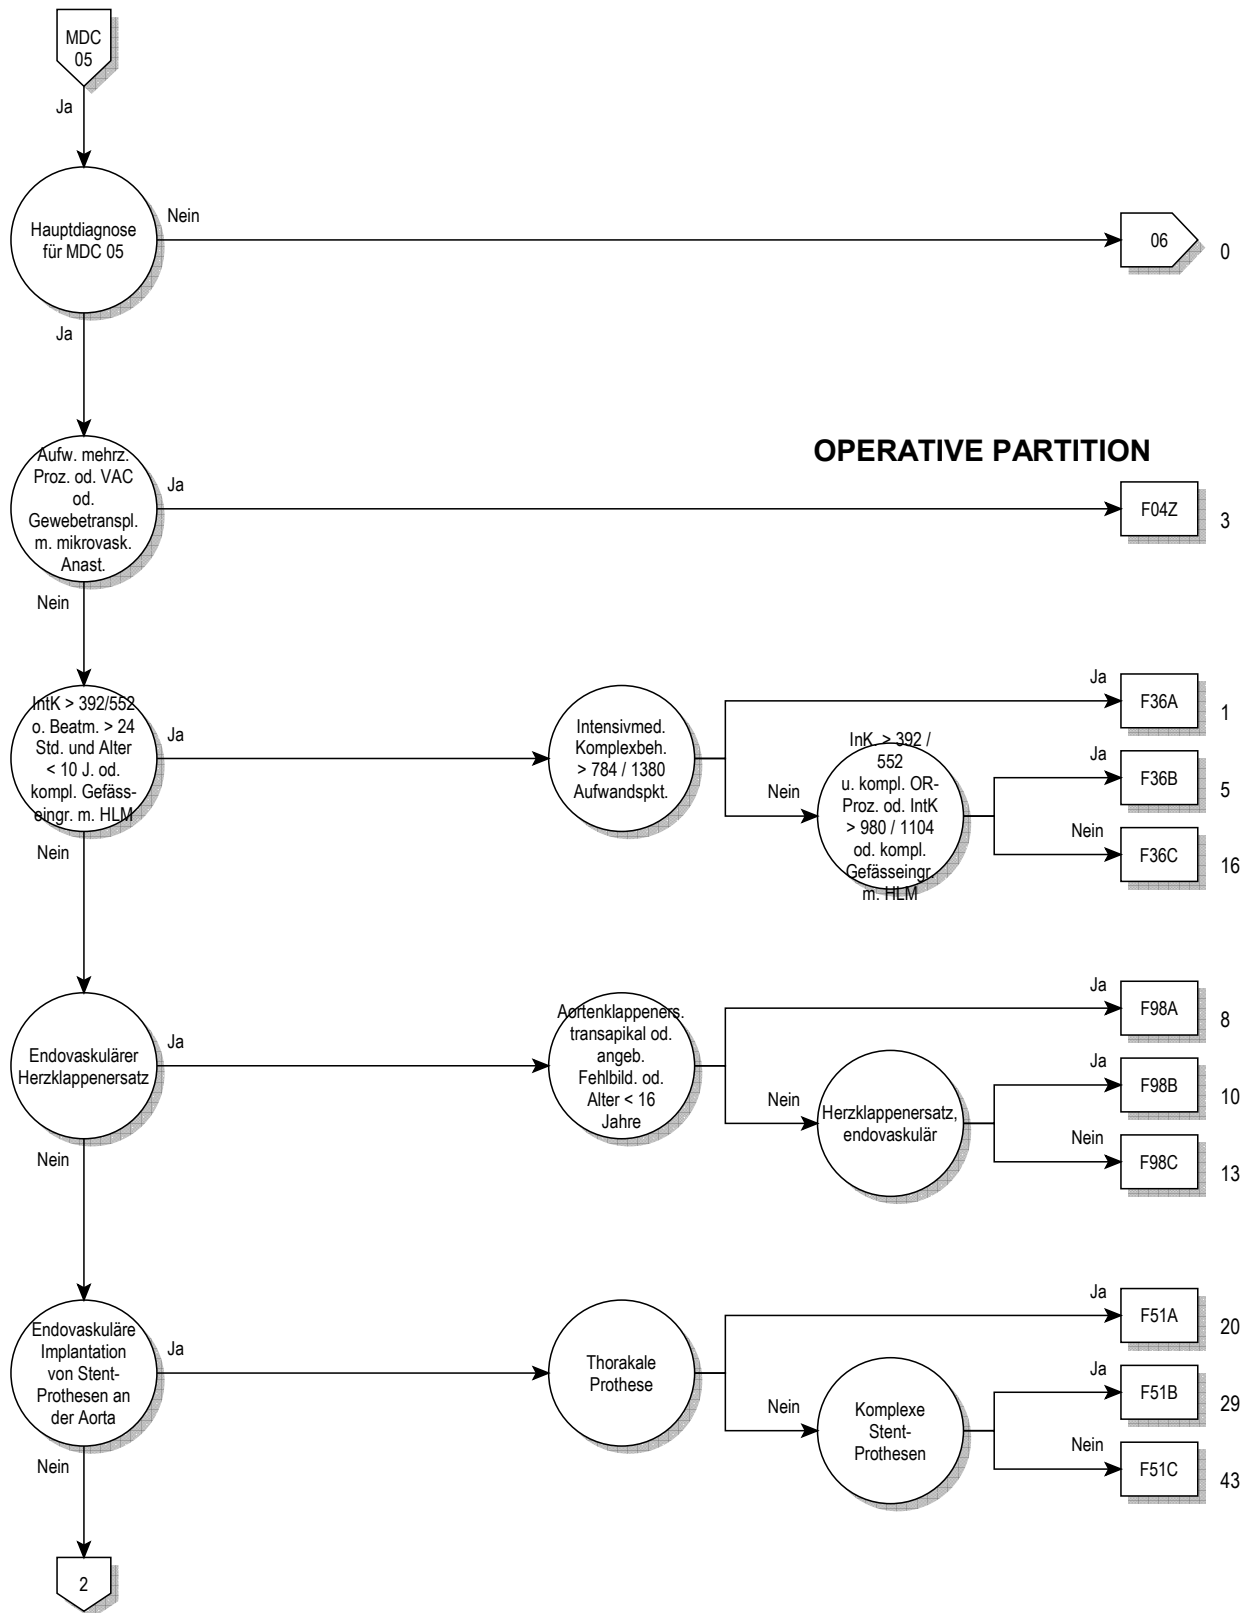 MDC
05
Ja
Hauptdiagnose
für MDC 05
Nein
06
0
Ja
OPERATIVE PARTITION
Aufw. mehrz.
Proz. od. VAC
od.
Gewebetranspl.
m. mikrovask.
Anast.
Ja
F04Z
3
Nein
IntK > 392/552
o. Beatm. > 24
Std. und Alter
< 10 J. od.
kompl. Gefäss-
eingr. m. HLM
Ja
Intensivmed.
Komplexbeh.
> 784 / 1380
Aufwandspkt.
Ja
F36A
1
Nein
InK. > 392 /
552
u. kompl. OR-
Proz. od. IntK
> 980 / 1104
od. kompl.
Gefässeingr.
m. HLM
Ja
F36B
5
Nein
F36C
16
Nein
Endovaskulärer
Herzklappenersatz
Ja
Aortenklappeners.
transapikal od.
angeb.
Fehlbild. od.
Alter < 16
Jahre
Ja
F98A
8
Nein
Herzklappenersatz,
endovaskulär
Ja
F98B
10
Nein
F98C
13
Nein
Endovaskuläre
Implantation
von Stent-
Prothesen an
der Aorta
Ja
Thorakale
Prothese
Ja
F51A
20
Nein
Komplexe
Stent-
Prothesen
Ja
F51B
29
Nein
F51C
43
Nein
2